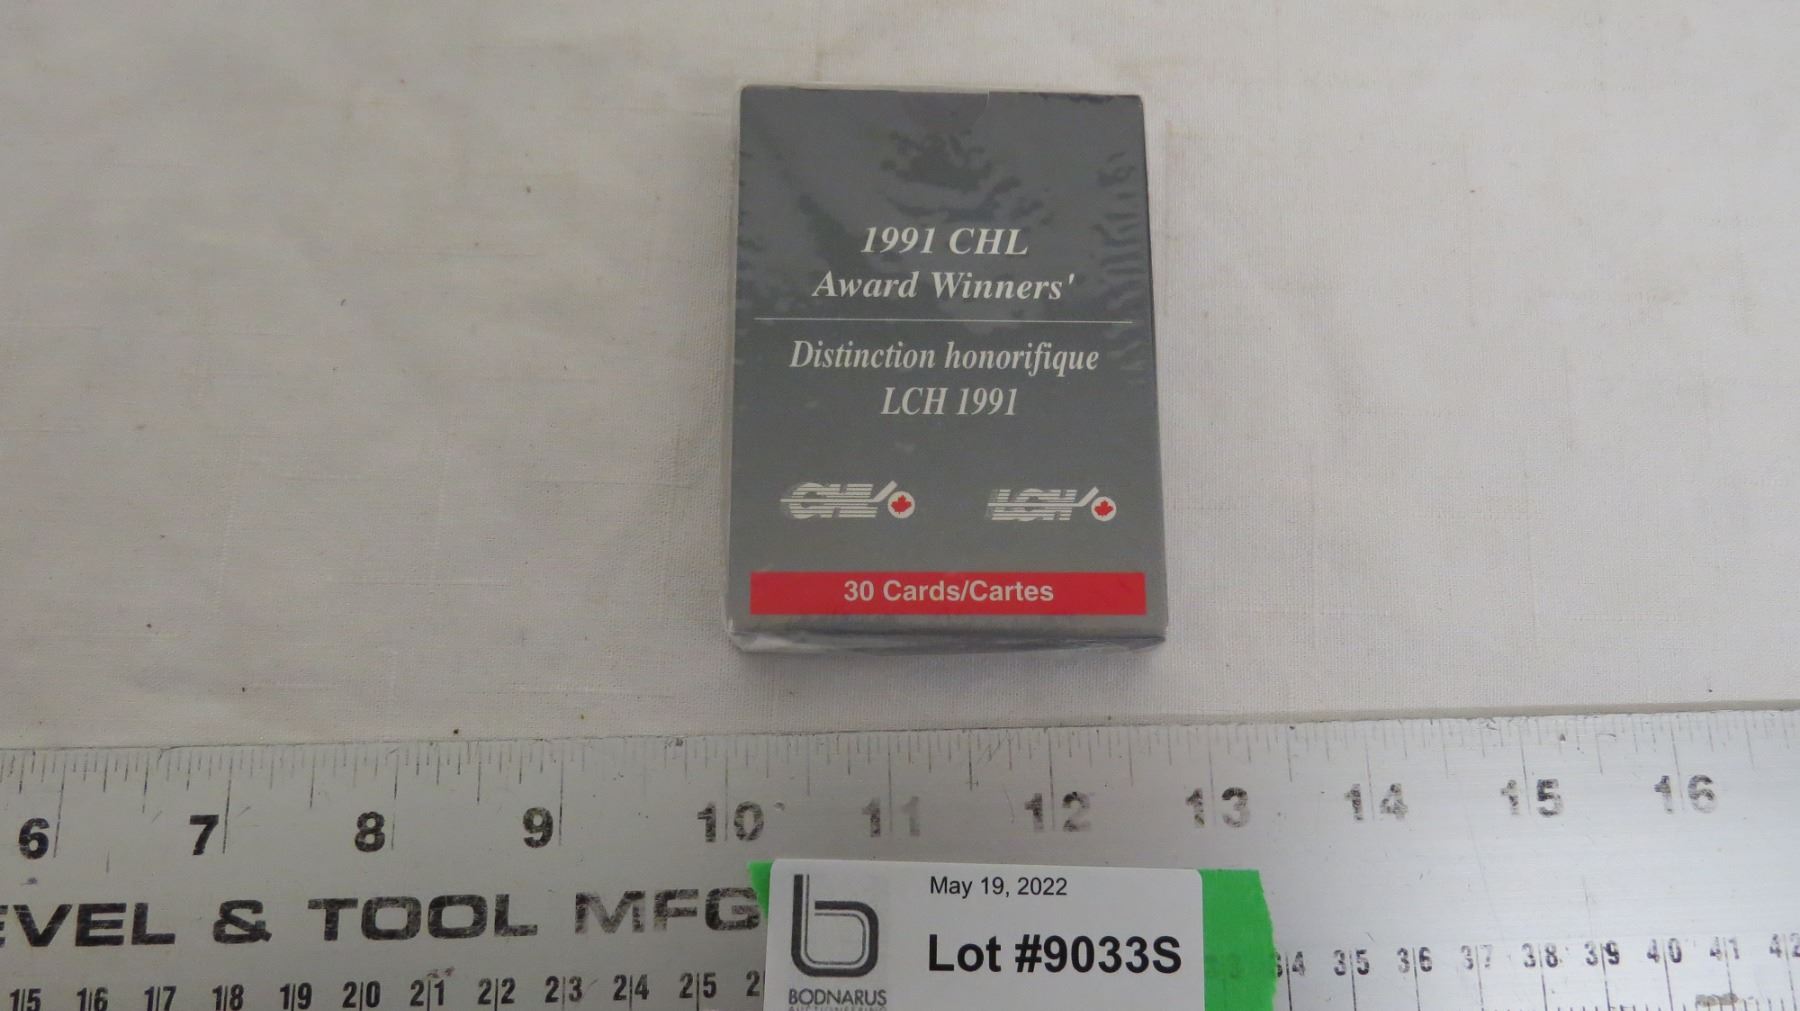 1991 CHL
Award Winners'
Distinction honorifique
LCH 1991
CHL LCH
30 Cards/Cartes
6 7 8 9 10 11 12 13 14 15 16
EVEL & TOOL MFG
May 19, 2022
Lot #9033S
BODNARUS
15 16 17 18 19 20 21 22 23 24 25 2
34 35 36 37 38 39 40 41 42